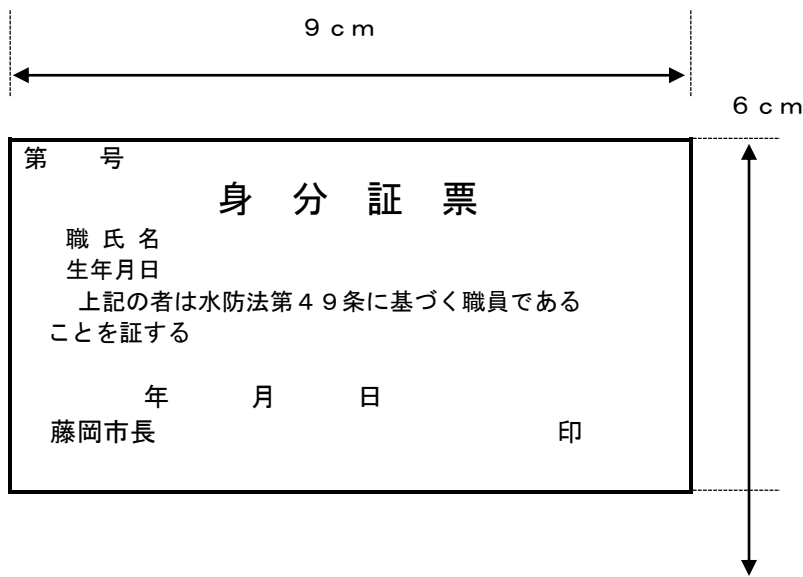 ９ｃｍ
６ｃｍ
第　　号
身　分　証　票
職 氏 名
生年月日
上記の者は水防法第４９条に基づく職員である
ことを証する
年　　　月　　　日
藤岡市長　　　　　　　　　　　　　　　印